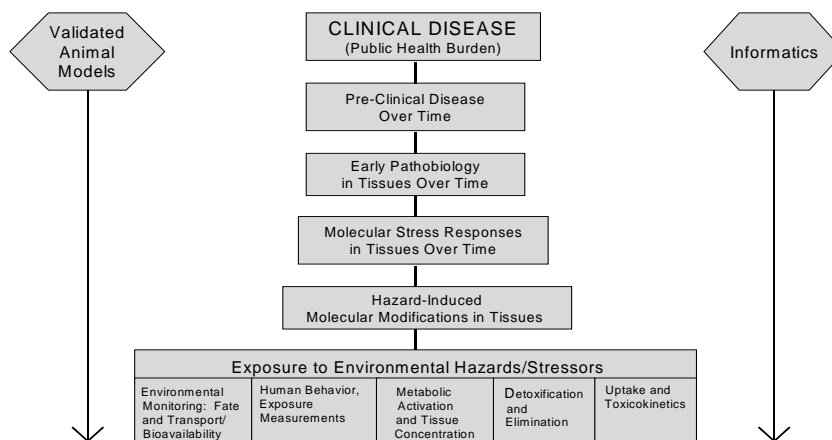 Validated
Animal
Models
CLINICAL DISEASE
(Public Health Burden)
Informatics
Pre-Clinical Disease
Over Time
Early Pathobiology
in Tissues Over Time
Molecular Stress Responses
in Tissues Over Time
Hazard-Induced
Molecular Modifications in Tissues
Exposure to Environmental Hazards/Stressors
Environmental
Monitoring: Fate
and Transport/
Bioavailability
Human Behavior,
Exposure
Measurements
Metabolic
Activation
and Tissue
Concentration
Detoxification
and
Elimination
Uptake and
Toxicokinetics